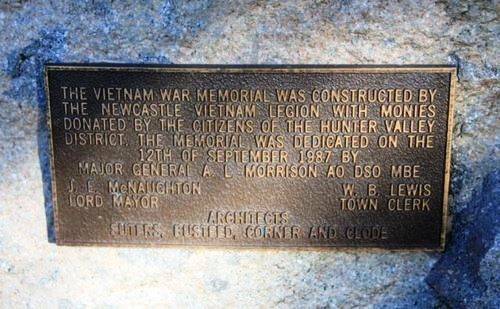 THE VIETNAM WAR MEMORIAL WAS CONSTRUCTED BY
THE NEWCASTLE VIETNAM LEGION WITH MONIES
DONATED BY THE CITIZENS OF THE HUNTER VALLEY
DISTRICT. THE MEMORIAL WAS DEDICATED ON THE
12TH OF SEPTEMBER 1987 BY
MAJOR GENERAL A. L. MORRISON AO DSO MBE
J. E. McNAUGHTON W. B. LEWIS
LORD MAYOR TOWN CLERK
ARCHITECTS
SUTERS, BUSTEED, CORNER AND CLODE